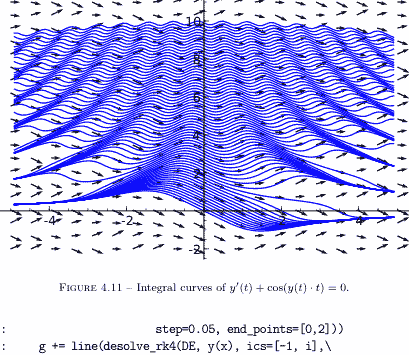 10
8
6
4
2
-4 -2 2 4
-2
FIGURE 4.11 – Integral curves of y′(t) + cos(y(t) · t) = 0.
: step=0.05, end_points=[0,2]))
: g += line(desolve_rk4(DE, y(x), ics=[-1, i],\